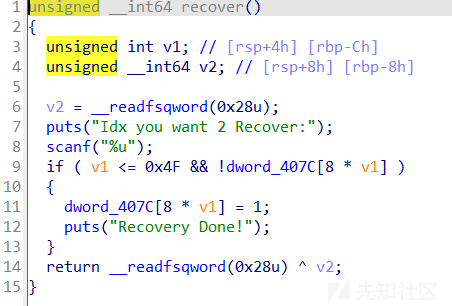 1 unsigned __int64 recover()
2 {
3 unsigned int v1; // [rsp+4h] [rbp-Ch]
4 unsigned __int64 v2; // [rsp+8h] [rbp-8h]
5
6 v2 = __readfsqword(0x28u);
7 puts("Idx you want 2 Recover:");
8 scanf("%u");
9 if ( v1 <= 0x4F && !dword_407C[8 * v1] )
10 {
11 dword_407C[8 * v1] = 1;
12 puts("Recovery Done!");
13 }
14 return __readfsqword(0x28u) ^ v2;
15 }
先知社区